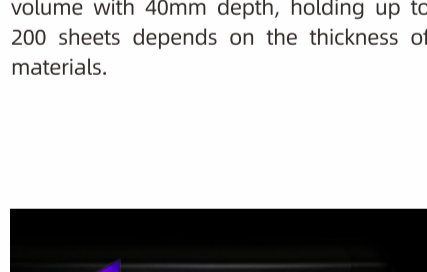 volume with 40mm depth, holding up to
200 sheets depends on the thickness of
materials.